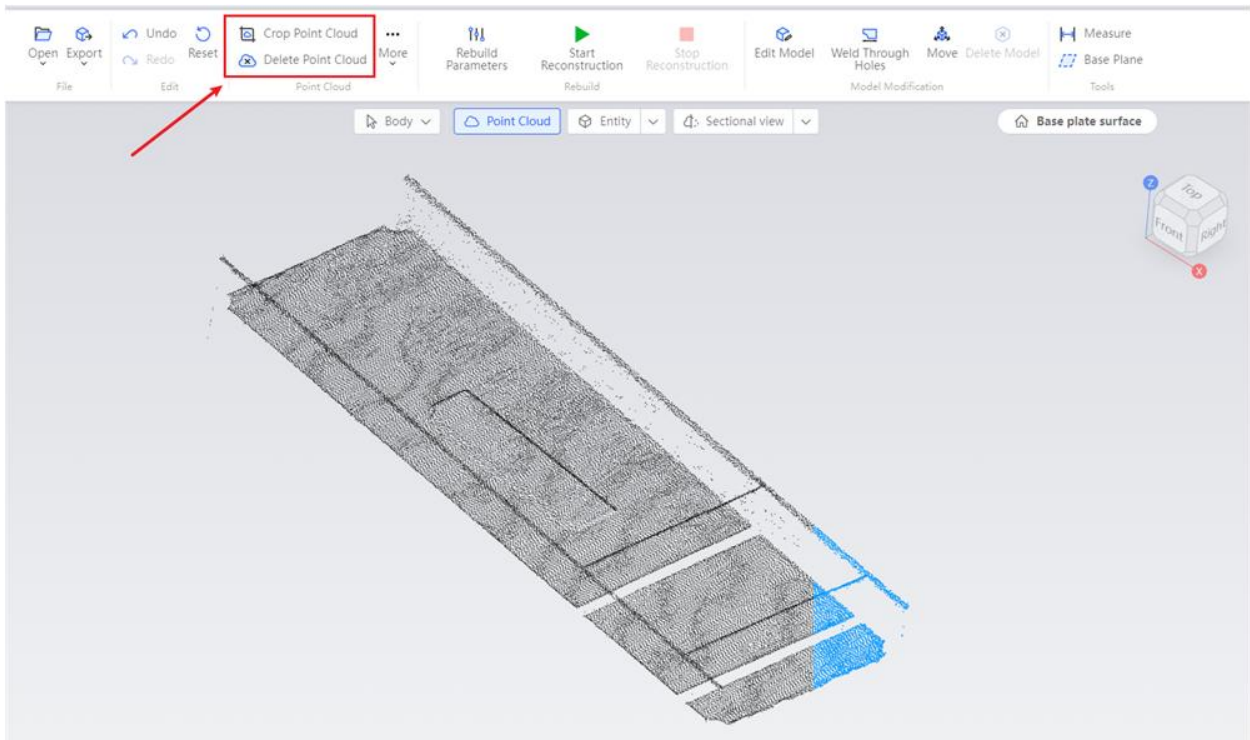 Open
Export
Undo
Redo
Reset
Crop Point Cloud
Delete Point Cloud
More
Rebuild
Parameters
Start
Reconstruction
Stop
Reconstruction
Edit Model
Weld Through
Holes
Move
Delete Model
Measure
Base Plane
File
Edit
Point Cloud
Rebuild
Model Modification
Tools
Body
Point Cloud
Entity
Sectional view
Base plate surface
Z
Top
Front
Right
X